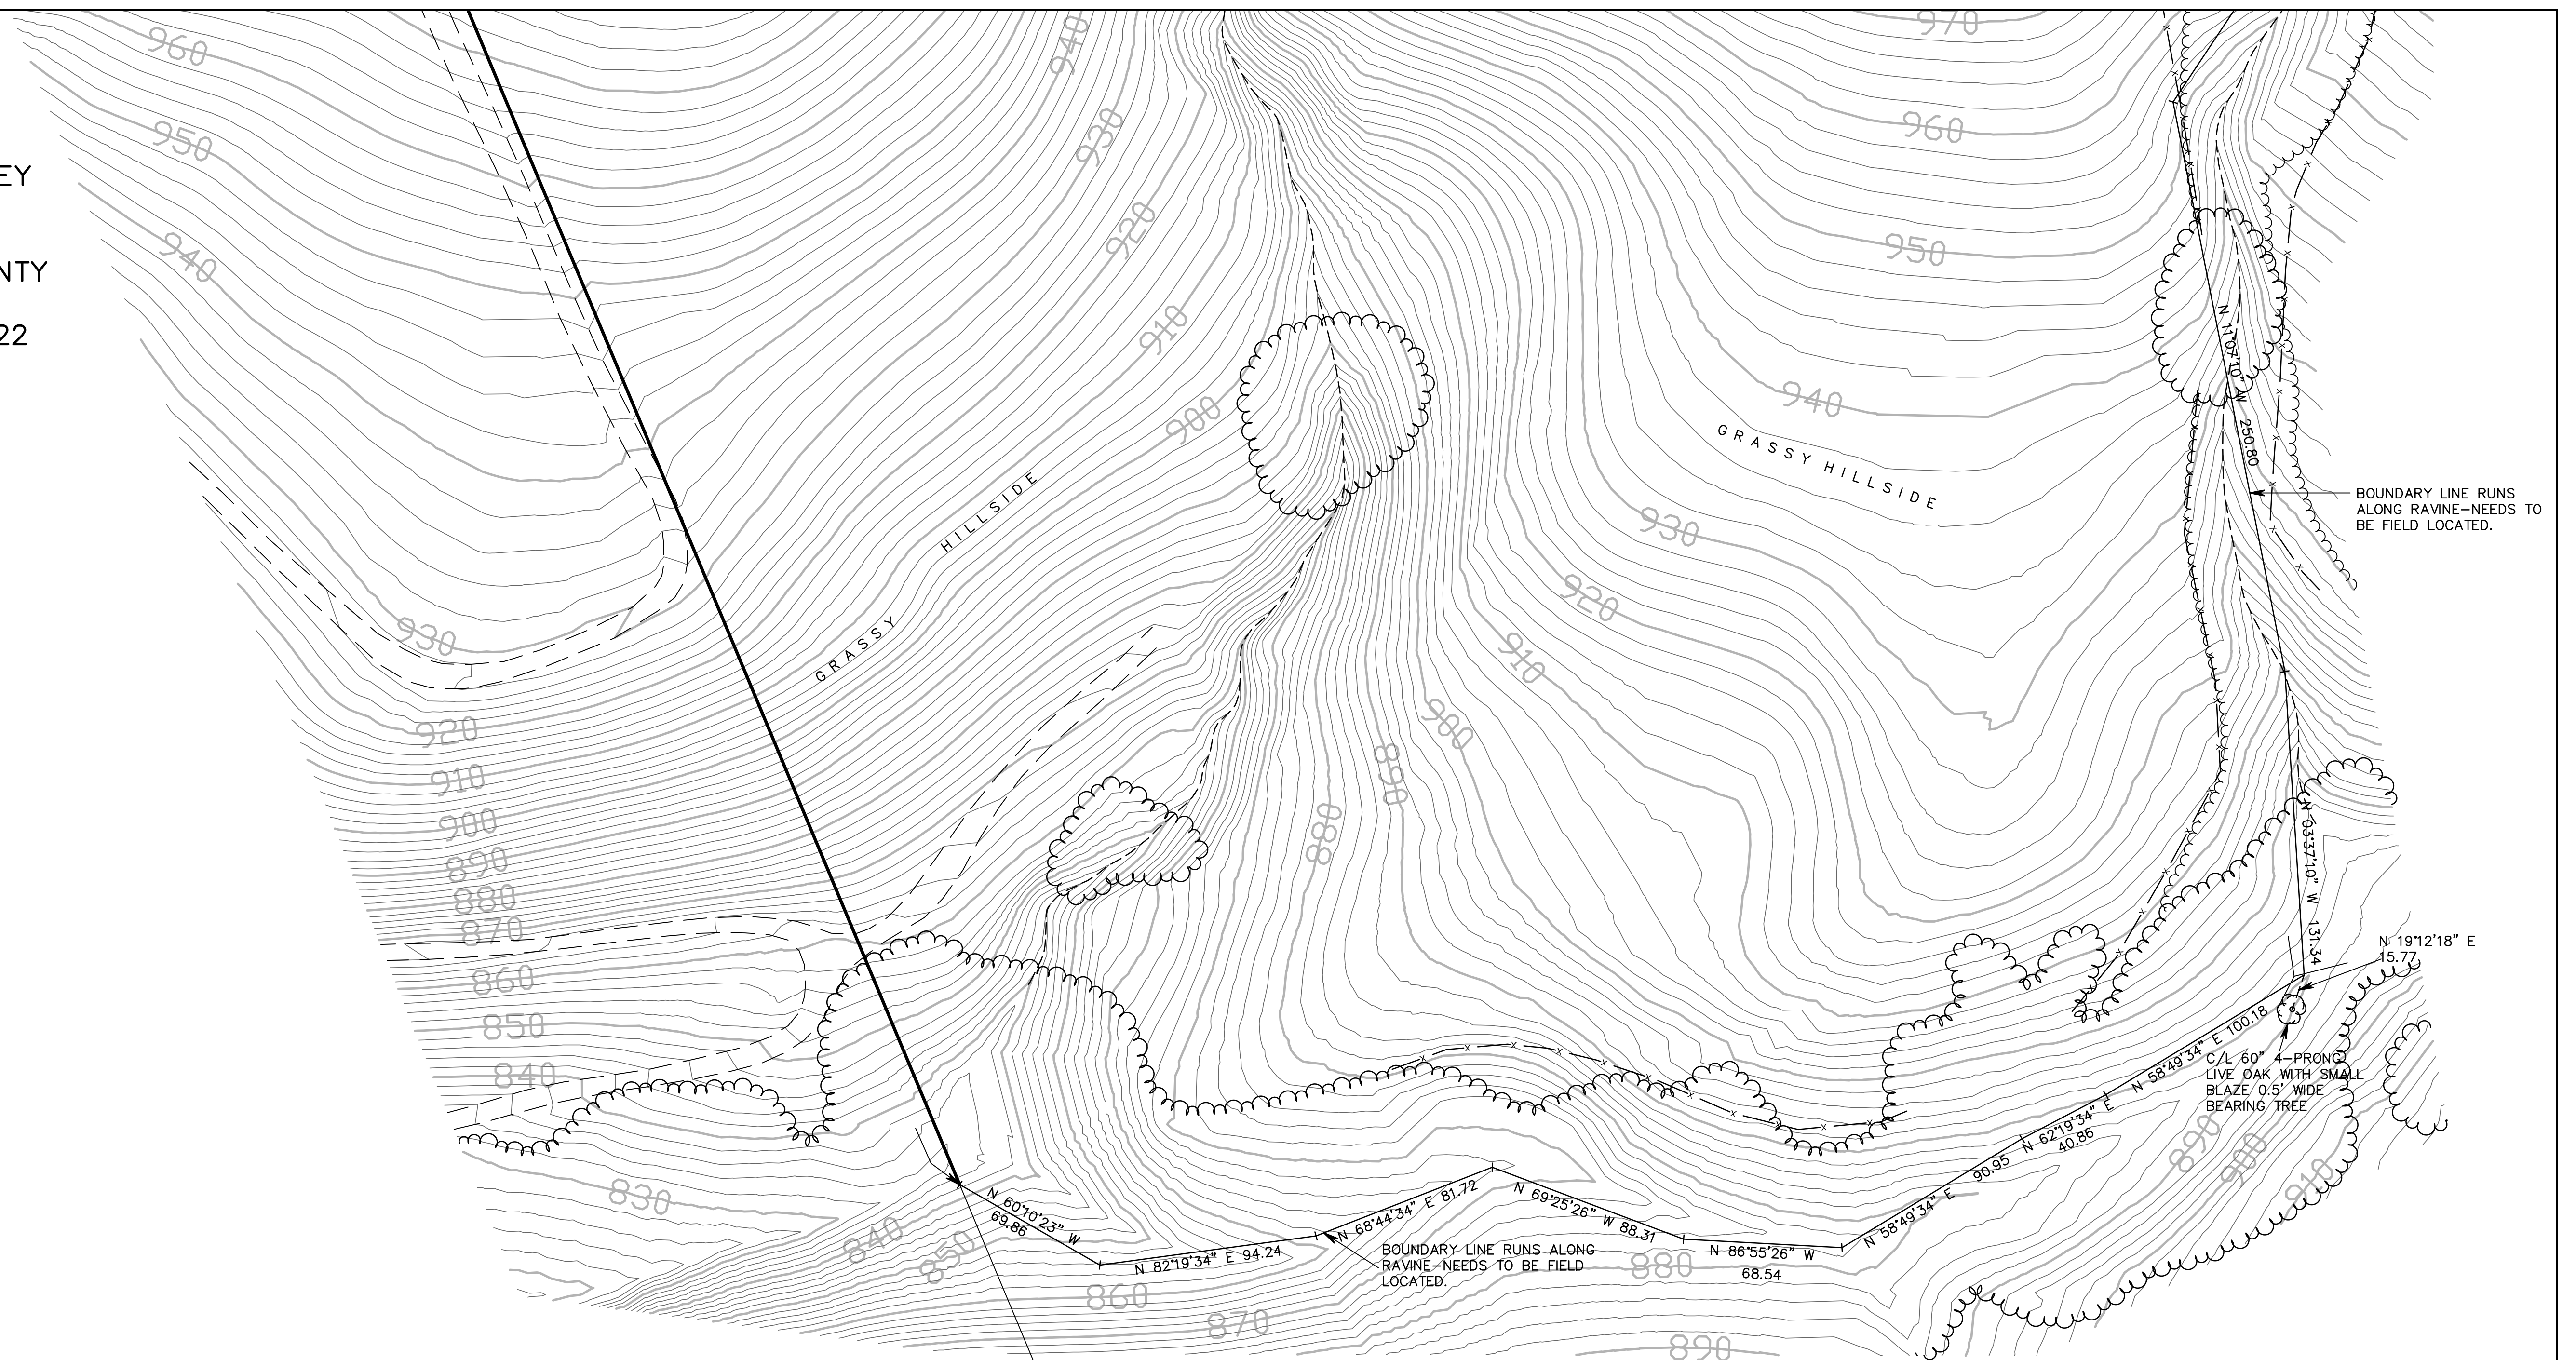 EY
NTY
22
960
950
940
930
920
910
900
890
880
870
860
850
840
830
940
930
920
910
900
GRASSY HILLSIDE
970
960
950
940
930
920
910
900
890
880
GRASSY HILLSIDE
N 11°07'10" W 250.80
BOUNDARY LINE RUNS
ALONG RAVINE-NEEDS TO
BE FIELD LOCATED.
N 03°37'10" W 131.34
N 19°12'18" E
15.77
C/L 60" 4-PRONG
LIVE OAK WITH SMALL
BLAZE 0.5' WIDE
BEARING TREE
N 58°49'34" E 100.18
N 62°19'34" E
40.86
N 58°49'34" E 90.95
N 86°55'26" W
68.54
N 69°25'26" W 88.31
N 68°44'34" E 81.72
N 82°19'34" E 94.24
N 60°10'23" W
69.86
BOUNDARY LINE RUNS ALONG
RAVINE-NEEDS TO BE FIELD
LOCATED.
840
850
860
870
880
890
890
900
910